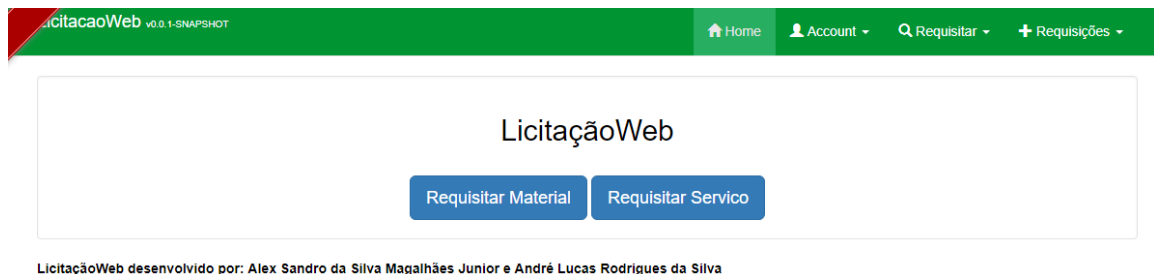 LicitacaoWeb v0.0.1-SNAPSHOT
Home Account Requisitar Requisições
LicitaçãoWeb
Requisitar Material Requisitar Servico
LicitaçãoWeb desenvolvido por: Alex Sandro da Silva Magalhães Junior e André Lucas Rodrigues da Silva